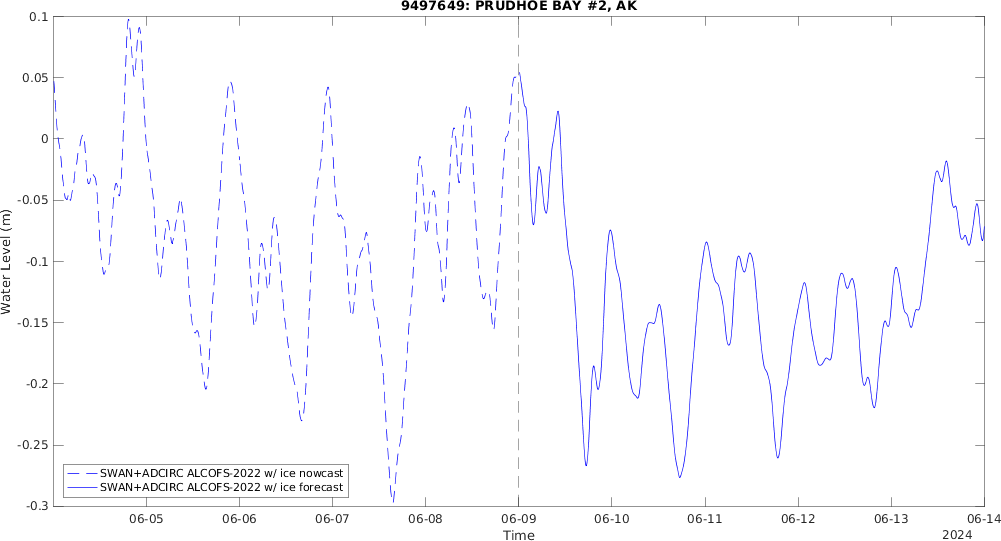 9497649: PRUDHOE BAY #2, AK
0.1
0.05
0
-0.05
-0.1
-0.15
-0.2
-0.25
-0.3
Water Level (m)
SWAN+ADCIRC ALCOFS-2022 w/ ice nowcast
SWAN+ADCIRC ALCOFS-2022 w/ ice forecast
06-05 06-06 06-07 06-08 06-09 06-10 06-11 06-12 06-13 06-14
Time
2024